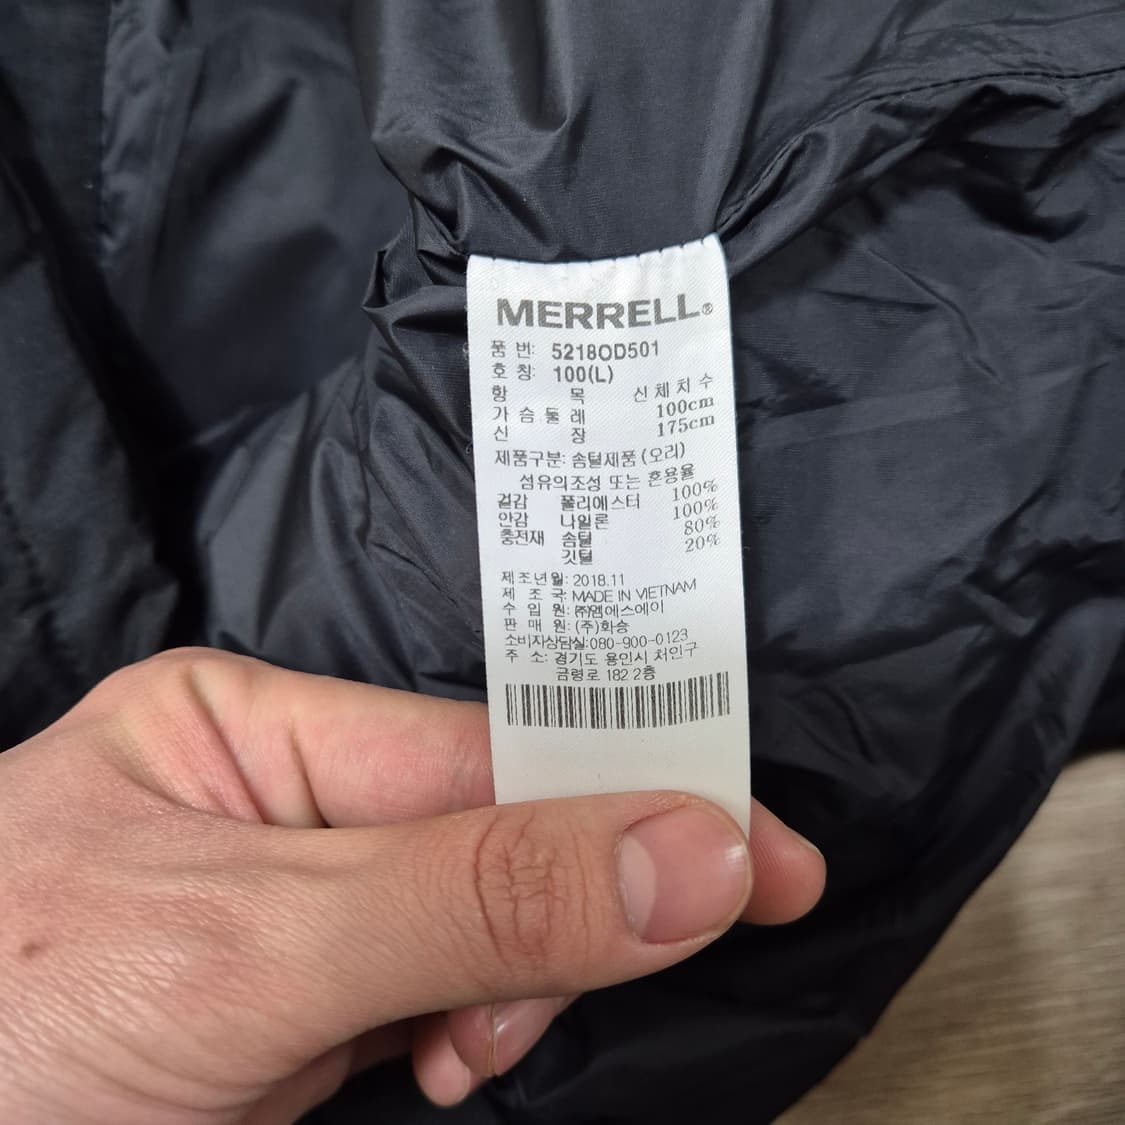 MERRELL®
품 번: 5218OD501
호 칭: 100(L)
항 목 신체치수
가슴둘레 100cm
신 장 175cm
제품구분: 솜털제품 (오리)
섬유의조성 또는 혼용율
겉감 폴리에스터 100%
안감 나일론 100%
충전재 솜털 80%
깃털 20%
제조년월: 2018.11
제 조 국: MADE IN VIETNAM
수 입 원: ㈜엠에스에이
판 매 원: (주)화승
소비자상담실:080-900-0123
주 소: 경기도 용인시 처인구
금령로 182 2층